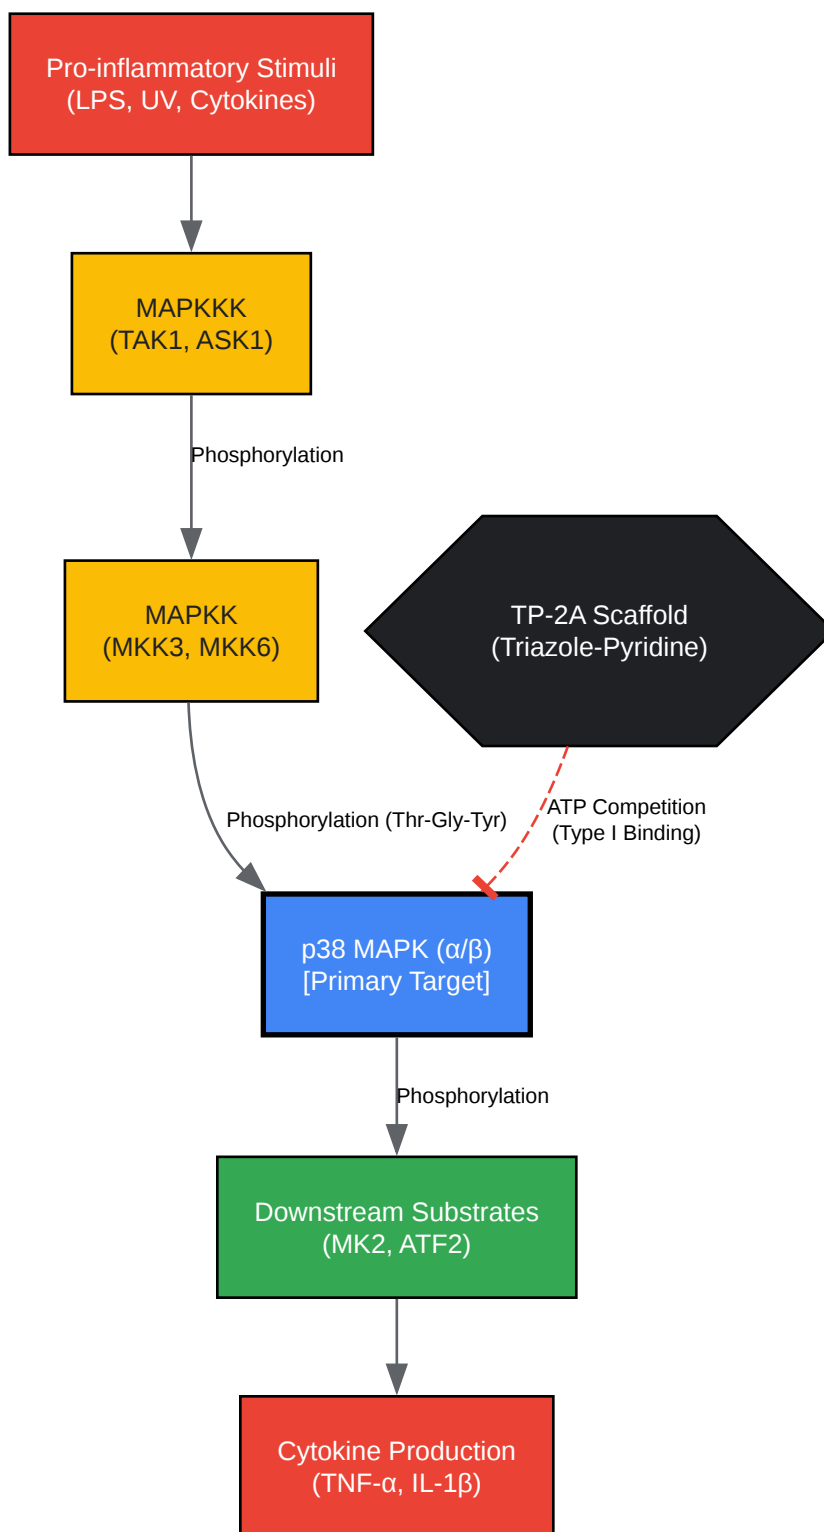 Pro-inflammatory Stimuli
(LPS, UV, Cytokines)
MAPKKK
(TAK1, ASK1)
Phosphorylation
MAPKK
(MKK3, MKK6)
TP-2A Scaffold
(Triazole-Pyridine)
Phosphorylation (Thr-Gly-Tyr)
ATP Competition
(Type I Binding)
p38 MAPK (α/β)
[Primary Target]
Phosphorylation
Downstream Substrates
(MK2, ATF2)
Cytokine Production
(TNF-α, IL-1β)